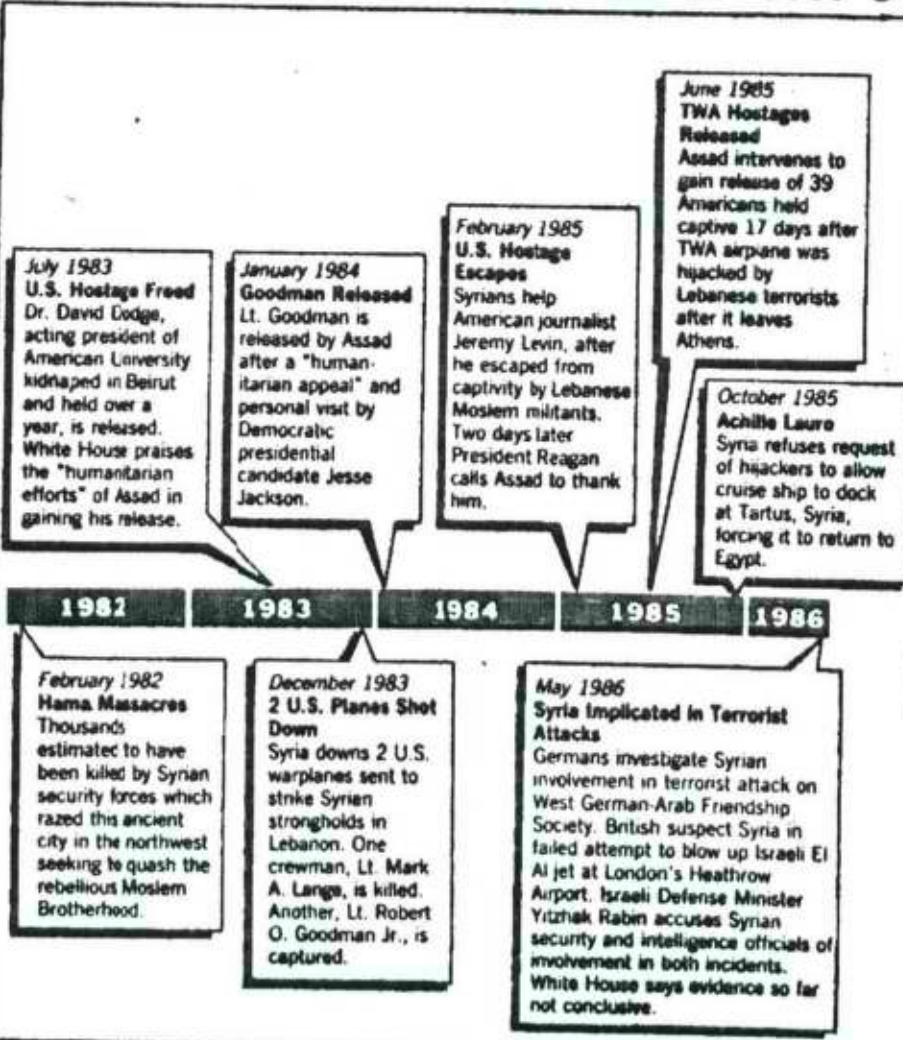 July 1983
U.S. Hostage Freed
Dr. David Dodge,
acting president of
American University
kidnaped in Beirut
and held over a
year, is released.
White House praises
the "humanitarian
efforts" of Assad in
gaining his release.
January 1984
Goodman Released
Lt. Goodman is
released by Assad
after a "human-
itarian appeal" and
personal visit by
Democratic
presidential
candidate Jesse
Jackson.
February 1985
U.S. Hostage
Escapes
Syrians help
American journalist
Jeremy Levin, after
he escaped from
captivity by Lebanese
Moslem militants.
Two days later
President Reagan
calls Assad to thank
him.
June 1985
TWA Hostages
Released
Assad intervenes to
gain release of 39
Americans held
captive 17 days after
TWA airplane was
hijacked by
Lebanese terrorists
after it leaves
Athens.
October 1985
Achille Lauro
Syria refuses request
of hijackers to allow
cruise ship to dock
at Tartus, Syria,
forcing it to return to
Egypt.
1982 1983 1984 1985 1986
February 1982
Hama Massacres
Thousands
estimated to have
been killed by Syrian
security forces which
razed this ancient
city in the northwest
seeking to quash the
rebellious Moslem
Brotherhood.
December 1983
2 U.S. Planes Shot
Down
Syria downs 2 U.S.
warplanes sent to
strike Syrian
strongholds in
Lebanon. One
crewman, Lt. Mark
A. Lange, is killed.
Another, Lt. Robert
O. Goodman Jr., is
captured.
May 1986
Syria Implicated in Terrorist
Attacks
Germans investigate Syrian
involvement in terrorist attack on
West German-Arab Friendship
Society. British suspect Syria in
failed attempt to blow up Israeli El
Al jet at London's Heathrow
Airport. Israeli Defense Minister
Yitzhak Rabin accuses Syrian
security and intelligence officials of
involvement in both incidents.
White House says evidence so far
not conclusive.